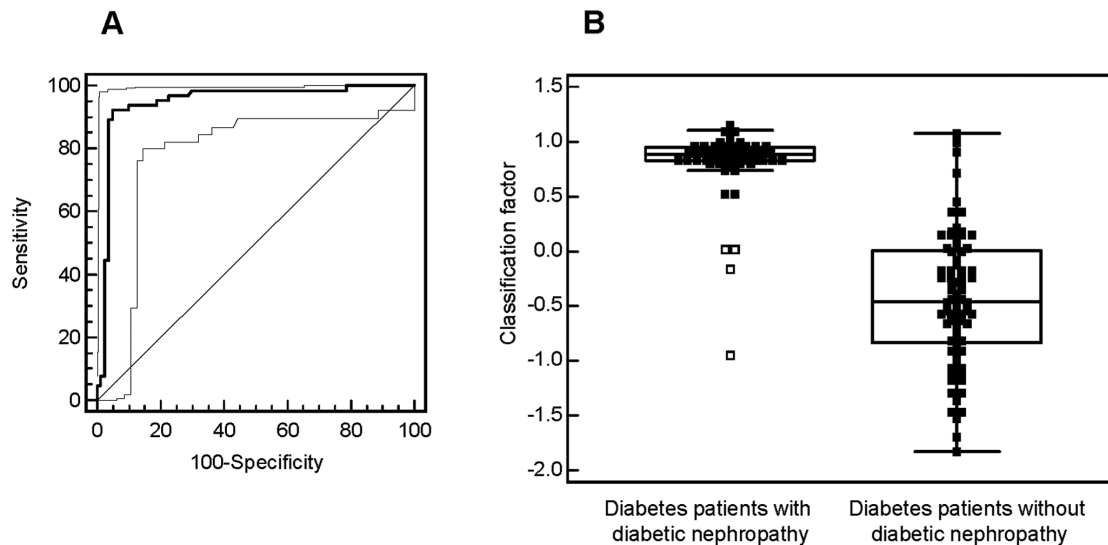 A
B
Sensitivity
100
80
60
40
20
0
0 20 40 60 80 100
100-Specificity
Classification factor
1.5
1.0
0.5
0.0
-0.5
-1.0
-1.5
-2.0
Diabetes patients with
diabetic nephropathy
Diabetes patients without
diabetic nephropathy